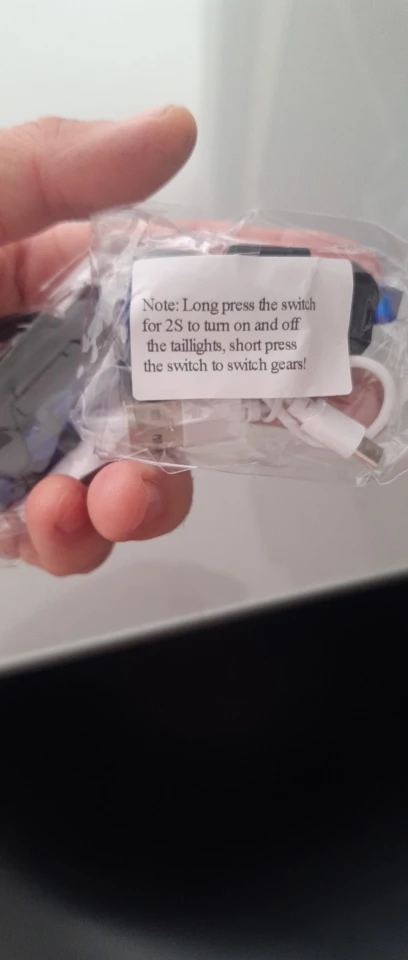 Note: Long press the switch
for 2S to turn on and off
the taillights, short press
the switch to switch gears!